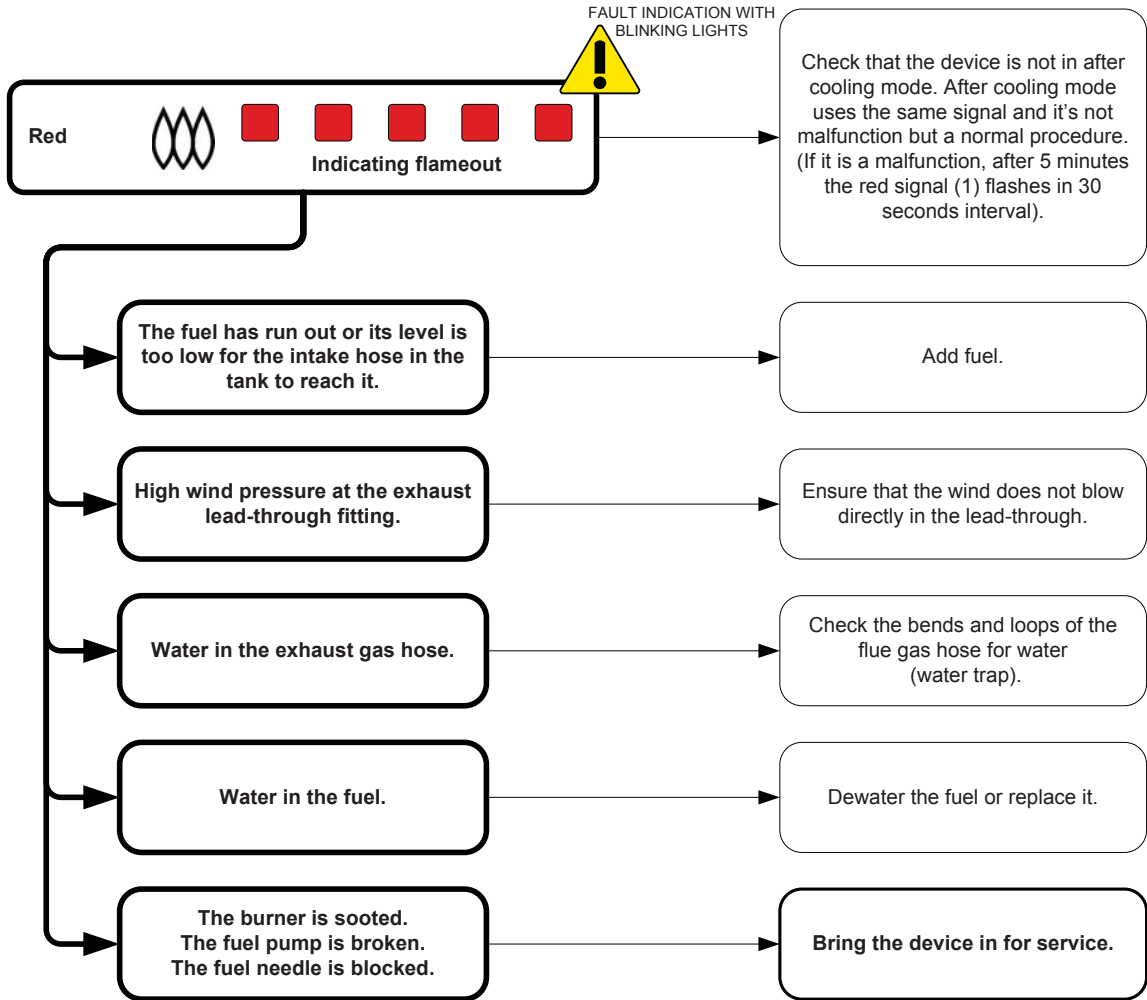 FAULT INDICATION WITH
BLINKING LIGHTS
Red
Indicating flameout
Check that the device is not in after
cooling mode. After cooling mode
uses the same signal and it's not
malfunction but a normal procedure.
(If it is a malfunction, after 5 minutes
the red signal (1) flashes in 30
seconds interval).
The fuel has run out or its level is
too low for the intake hose in the
tank to reach it.
Add fuel.
High wind pressure at the exhaust
lead-through fitting.
Ensure that the wind does not blow
directly in the lead-through.
Water in the exhaust gas hose.
Check the bends and loops of the
flue gas hose for water
(water trap).
Water in the fuel.
Dewater the fuel or replace it.
The burner is sooted.
The fuel pump is broken.
The fuel needle is blocked.
Bring the device in for service.